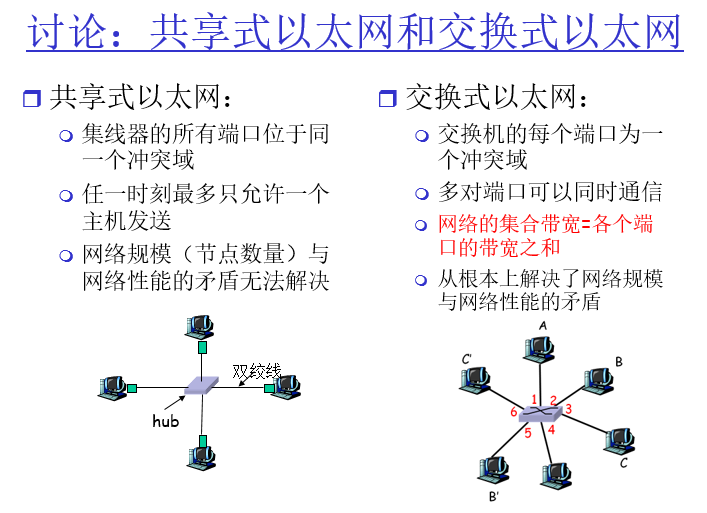 讨论：共享式以太网和交换式以太网
共享式以太网：
集线器的所有端口位于同
一个冲突域
任一时刻最多只允许一个
主机发送
网络规模（节点数量）与
网络性能的矛盾无法解决
双绞线
hub
交换式以太网：
交换机的每个端口为一
个冲突域
多对端口可以同时通信
网络的集合带宽=各个端
口的带宽之和
从根本上解决了网络规模
与网络性能的矛盾
A
C'
B
1
2
6
3
5
4
C
B'